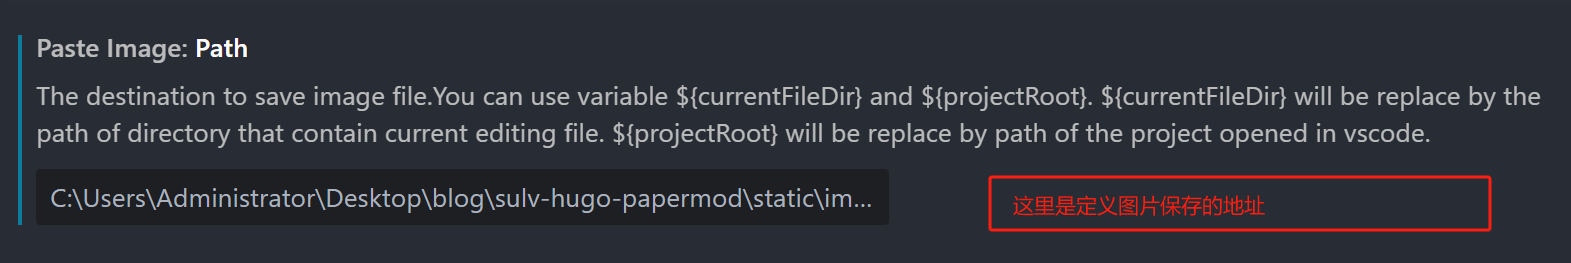 Paste Image: Path
The destination to save image file.You can use variable ${currentFileDir} and ${projectRoot}. ${currentFileDir} will be replace by the
path of directory that contain current editing file. ${projectRoot} will be replace by path of the project opened in vscode.
C:\Users\Administrator\Desktop\blog\sulv-hugo-papermod\static\im...
这里是定义图片保存的地址